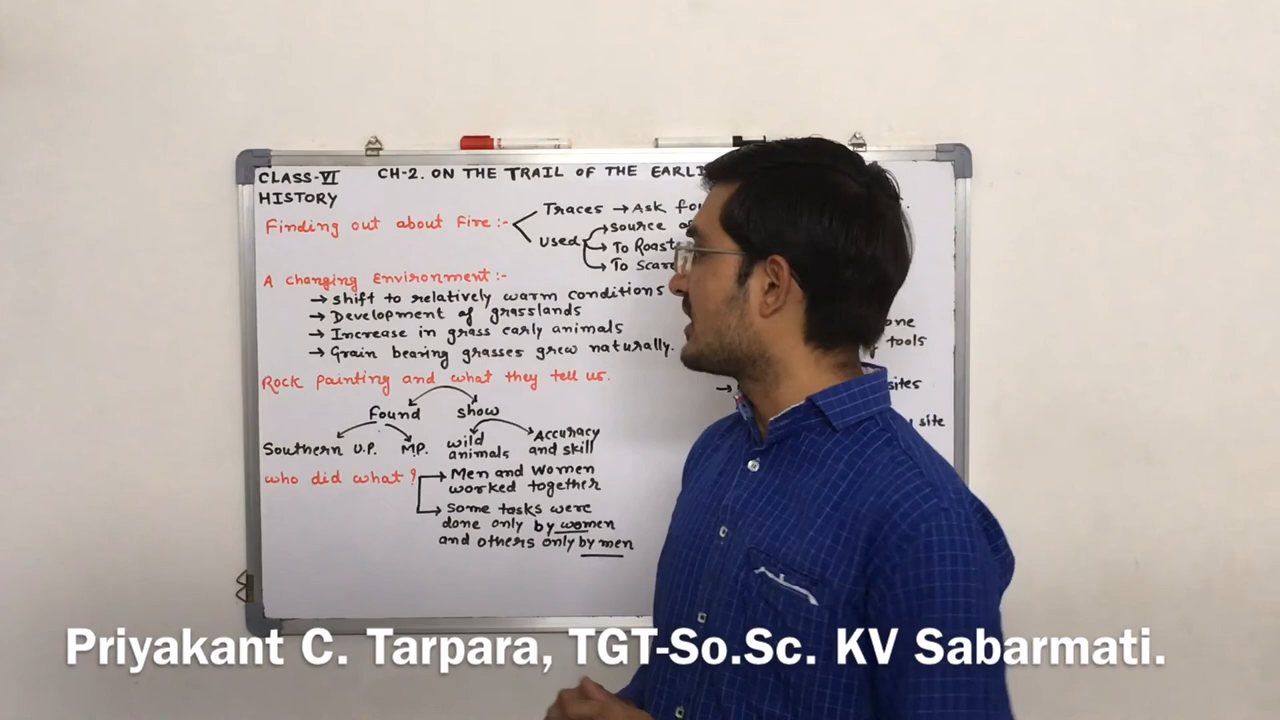 CLASS-VI CH-2. ON THE TRAIL OF THE
HISTORY
Finding out about Fire:-
Traces → Ask
Used → source
→ To Roast
→ To
A changing Environment:-
→ shift to relatively warm conditions
→ Development of grasslands
→ Increase in grass early animals
→ Grain bearing grasses grew naturally.
Rock painting and what they tell us.
Found show
Southern U.P. M.P. wild animals Accuracy and skill
who did what?
→ Men and women
worked together
→ Some tasks were
done only by women
and others only by men
tools
sites
site
Priyakant C. Tarpara, TGT-So.Sc. KV Sabarmati.